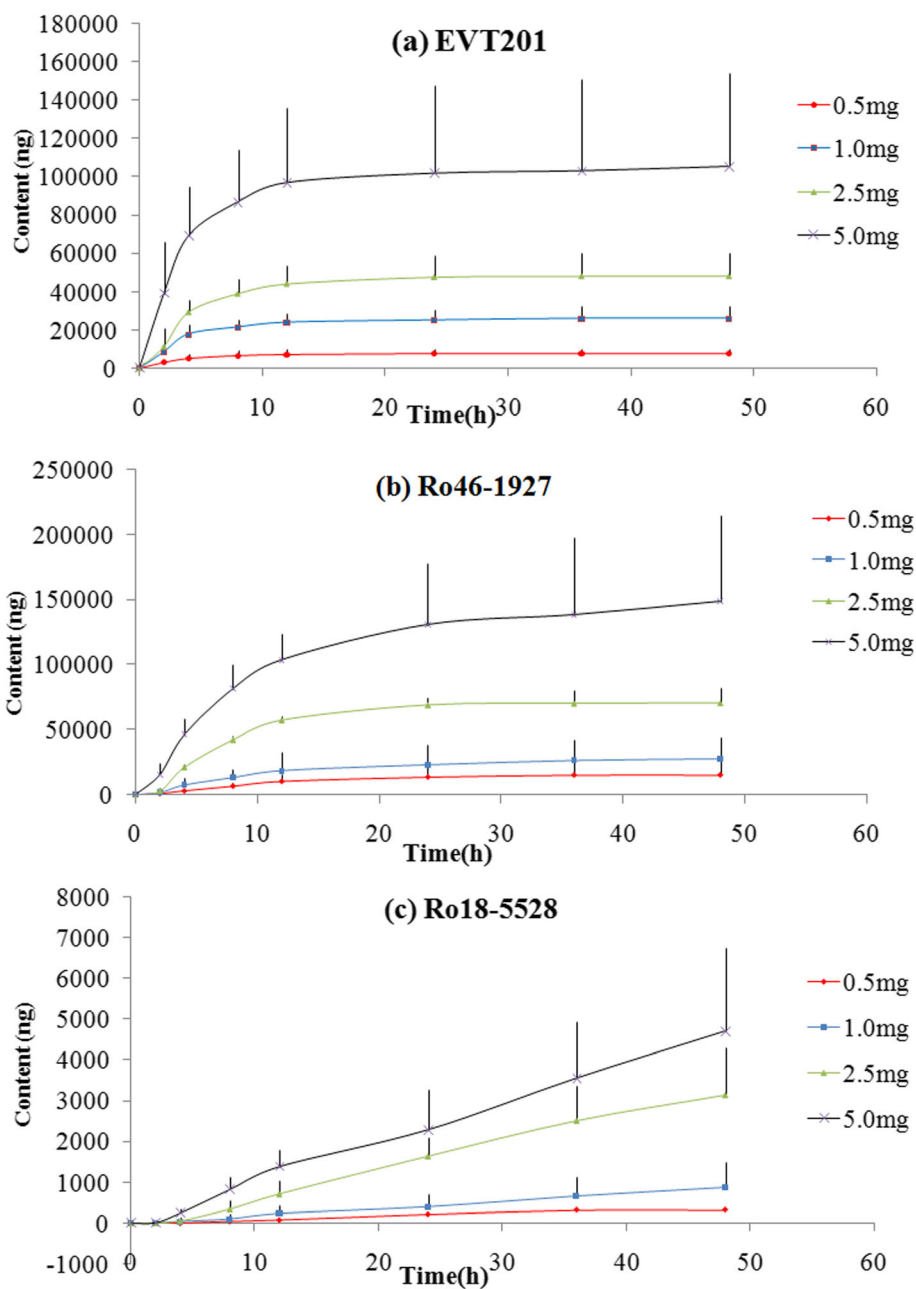 (a) EVT201
Content (ng)
180000
160000
140000
120000
100000
80000
60000
40000
20000
0
0 10 20 30 40 50 60
Time(h)
0.5mg
1.0mg
2.5mg
5.0mg
(b) Ro46-1927
Content (ng)
250000
200000
150000
100000
50000
0
0 10 20 30 40 50 60
Time(h)
0.5mg
1.0mg
2.5mg
5.0mg
(c) Ro18-5528
Content (ng)
8000
7000
6000
5000
4000
3000
2000
1000
0
-1000
0 10 20 30 40 50 60
Time(h)
0.5mg
1.0mg
2.5mg
5.0mg